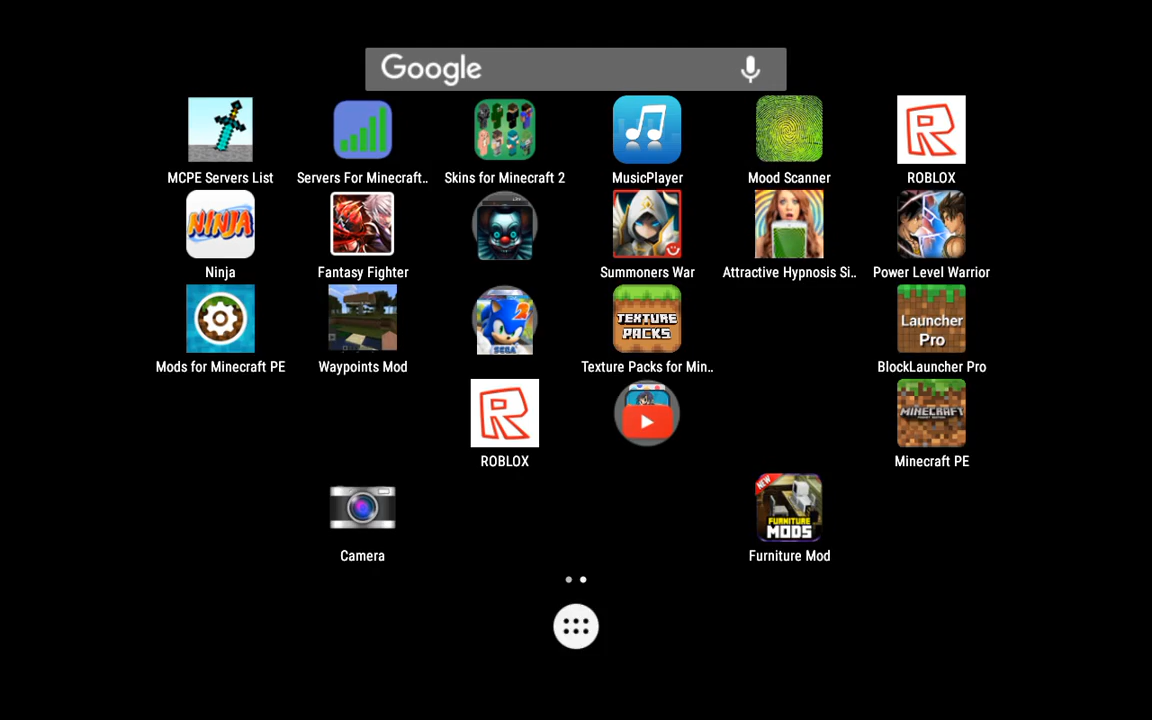 Google
MCPE Servers List
Servers For Minecraft..
Skins for Minecraft 2
MusicPlayer
Mood Scanner
R
ROBLOX
NINJA
Ninja
Fantasy Fighter
Summoners War
Attractive Hypnosis Si..
Power Level Warrior
Mods for Minecraft PE
Waypoints Mod
2
SEGA
TEXTURE
PACKS
Texture Packs for Min..
Launcher
Pro
BlockLauncher Pro
R
ROBLOX
MINECRAFT
Minecraft PE
Camera
NEW
FURNITURE
MODS
Furniture Mod